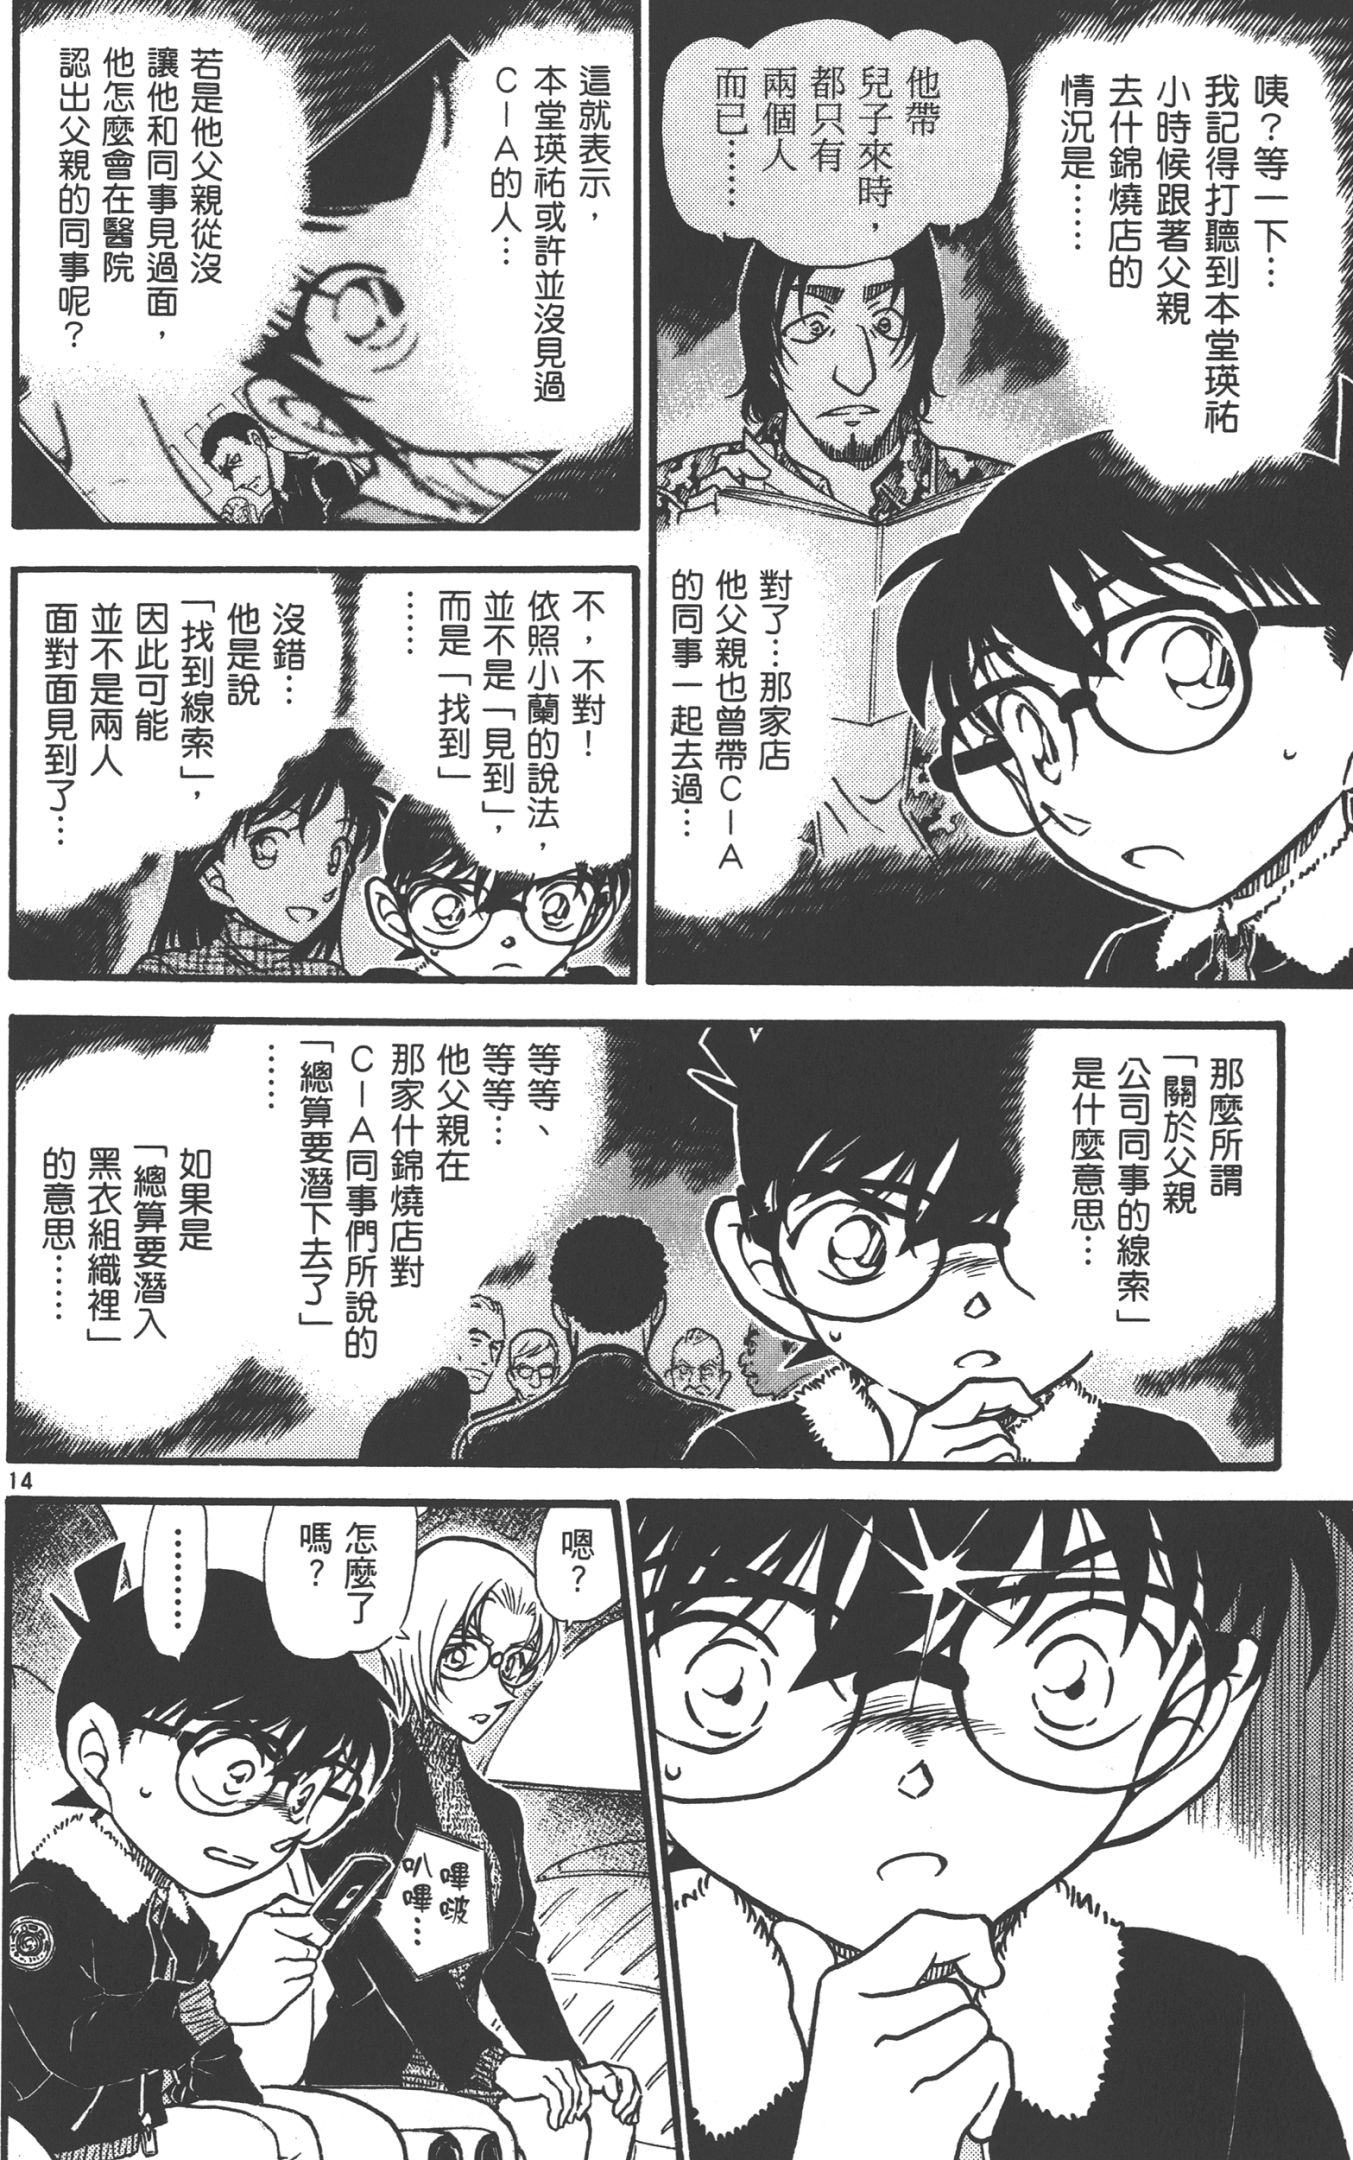 咦？等一下…
我記得打聽到本堂瑛祐
小時候跟著父親
去什錦燒店的
情況是……
他帶
兒子來時，
都只有
兩個人
而已……
對了…那家店
他父親也曾帶CIA
的同事一起去過…
這就表示，
本堂瑛祐或許並沒見過
CIA的人…
若是他父親從沒
讓他和同事見過面，
他怎麼會在醫院
認出父親的同事呢？
不，不對！
依照小蘭的說法，
並不是「見到」，
而是「找到」
……
沒錯…
他是說
「找到線索」，
因此可能
並不是兩人
面對面見到了…
那麼所謂
「關於父親
公司同事的線索」
是什麼意思…
等等、
等等…
他父親在
那家什錦燒店對
CIA同事們所說的
「總算要潛下去了」
……
如果是
「總算要潛入
黑衣組織裡」
的意思……
14
嗯？
怎麼了
嗎？
………
嗶啵
叭嗶…